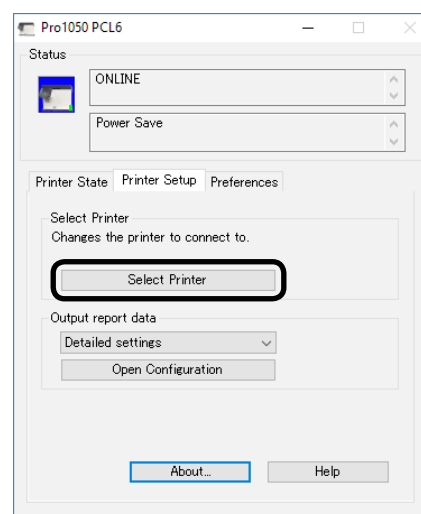 Pro1050 PCL6
Status
ONLINE
Power Save
Printer State Printer Setup Preferences
Select Printer
Changes the printer to connect to.
Select Printer
Output report data
Detailed settings
Open Configuration
About... Help